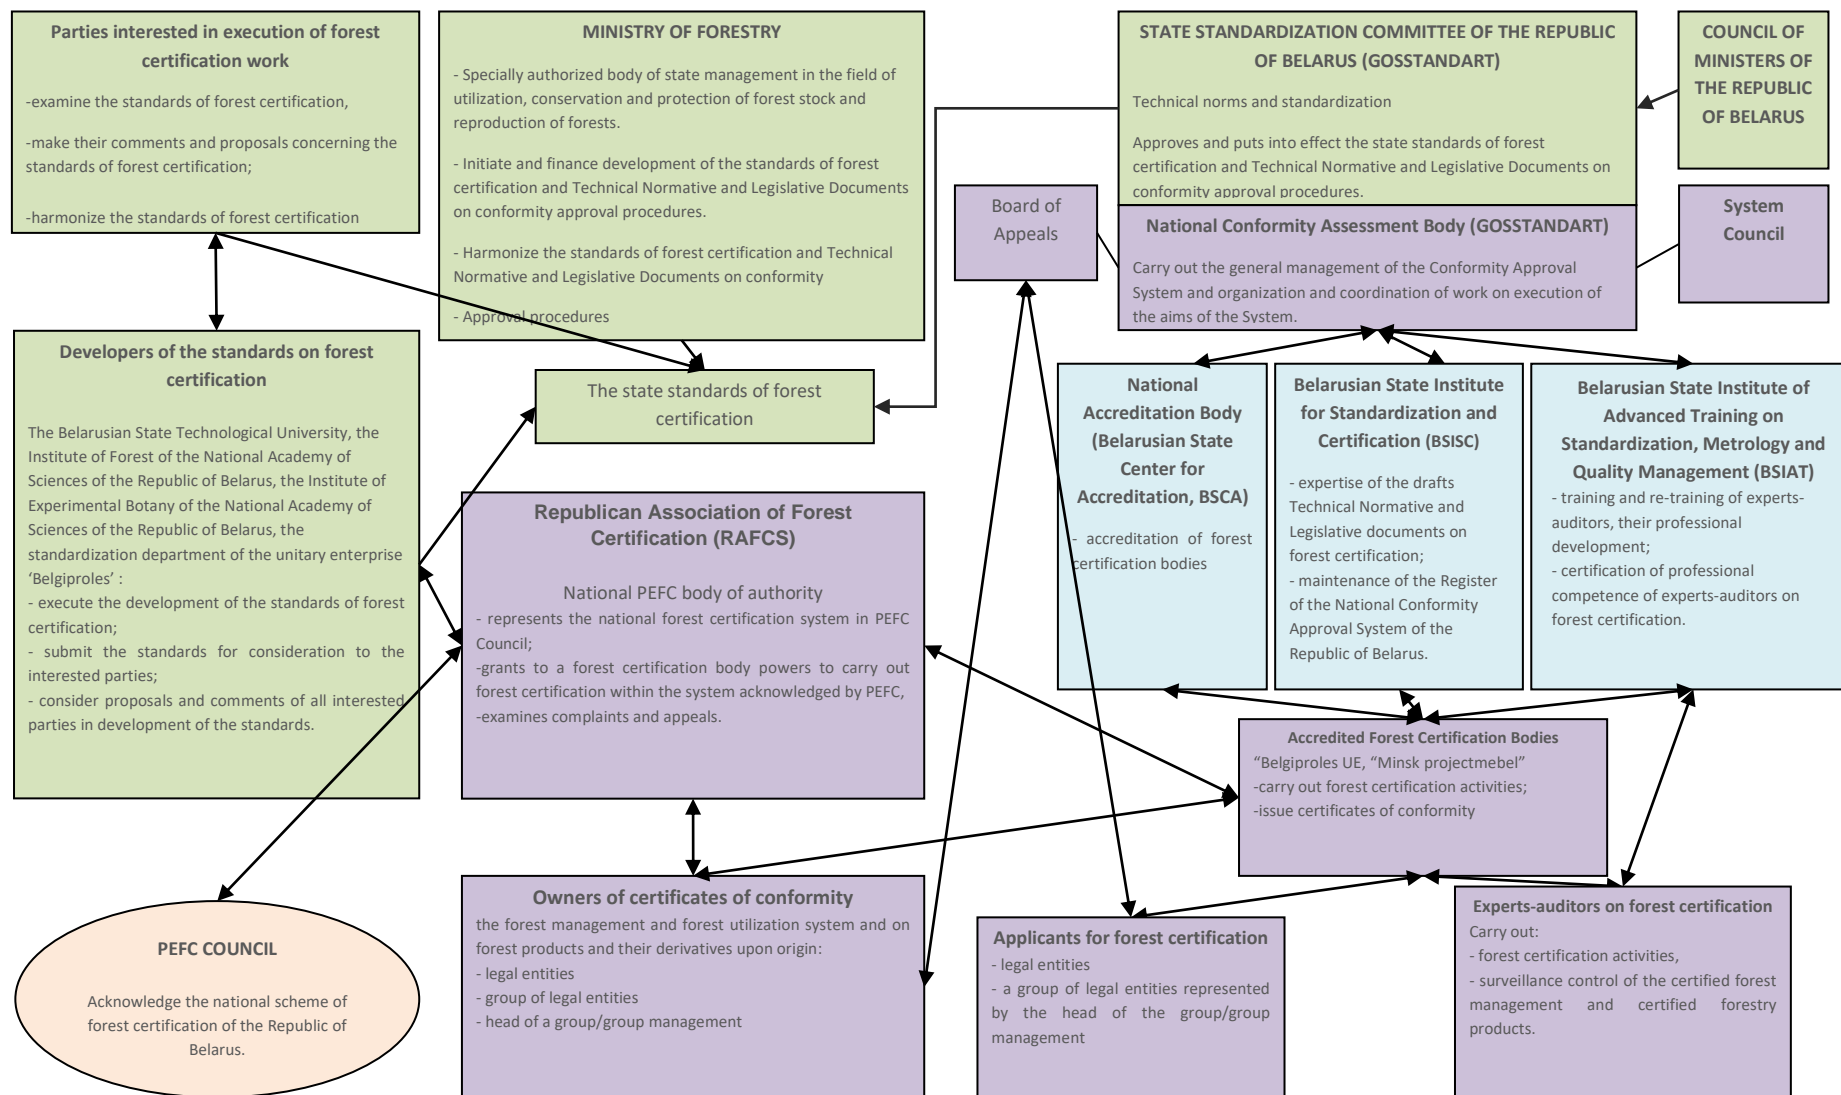 Parties interested in execution of forest
certification work
-examine the standards of forest certification,
-make their comments and proposals concerning the
standards of forest certification;
-harmonize the standards of forest certification
MINISTRY OF FORESTRY
- Specially authorized body of state management in the field of
utilization, conservation and protection of forest stock and
reproduction of forests.
- Initiate and finance development of the standards of forest
certification and Technical Normative and Legislative Documents
on conformity approval procedures.
- Harmonize the standards of forest certification and Technical
Normative and Legislative Documents on conformity
- Approval procedures
STATE STANDARDIZATION COMMITTEE OF THE REPUBLIC
OF BELARUS (GOSSTANDART)
Technical norms and standardization
Approves and puts into effect the state standards of forest
certification and Technical Normative and Legislative Documents on
conformity approval procedures.
COUNCIL OF
MINISTERS OF
THE REPUBLIC
OF BELARUS
Board of
Appeals
National Conformity Assessment Body (GOSSTANDART)
Carry out the general management of the Conformity Approval
System and organization and coordination of work on execution of
the aims of the System.
System
Council
Developers of the standards on forest
certification
The Belarusian State Technological University, the
Institute of Forest of the National Academy of
Sciences of the Republic of Belarus, the Institute of
Experimental Botany of the National Academy of
Sciences of the Republic of Belarus, the
standardization department of the unitary enterprise
‘Belgiproles’ :
- execute the development of the standards of forest
certification;
- submit the standards for consideration to the
interested parties;
- consider proposals and comments of all interested
parties in development of the standards.
The state standards of forest
certification
National
Accreditation Body
(Belarusian State
Center for
Accreditation, BSCA)
- accreditation of forest
certification bodies
Belarusian State Institute
for Standardization and
Certification (BSISC)
- expertise of the drafts
Technical Normative and
Legislative documents on
forest certification;
- maintenance of the Register
of the National Conformity
Approval System of the
Republic of Belarus.
Belarusian State Institute of
Advanced Training on
Standardization, Metrology and
Quality Management (BSIAT)
- training and re-training of experts-
auditors, their professional
development;
- certification of professional
competence of experts-auditors on
forest certification.
Republican Association of Forest
Certification (RAFCS)
National PEFC body of authority
- represents the national forest certification system in PEFC
Council;
-grants to a forest certification body powers to carry out
forest certification within the system acknowledged by PEFC,
-examines complaints and appeals.
Accredited Forest Certification Bodies
“Belgiproles UE, “Minsk projectmebel”
-carry out forest certification activities;
-issue certificates of conformity
PEFC COUNCIL
Acknowledge the national scheme of
forest certification of the Republic of
Belarus.
Owners of certificates of conformity
the forest management and forest utilization system and on
forest products and their derivatives upon origin:
- legal entities
- group of legal entities
- head of a group/group management
Applicants for forest certification
- legal entities
- a group of legal entities represented
by the head of the group/group
management
Experts-auditors on forest certification
Carry out:
- forest certification activities,
- surveillance control of the certified forest
management and certified forestry
products.